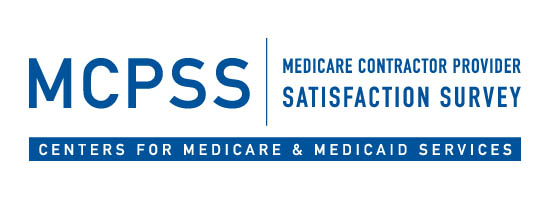 MCPSS
MEDICARE CONTRACTOR PROVIDER
SATISFACTION SURVEY
CENTERS FOR MEDICARE & MEDICAID SERVICES